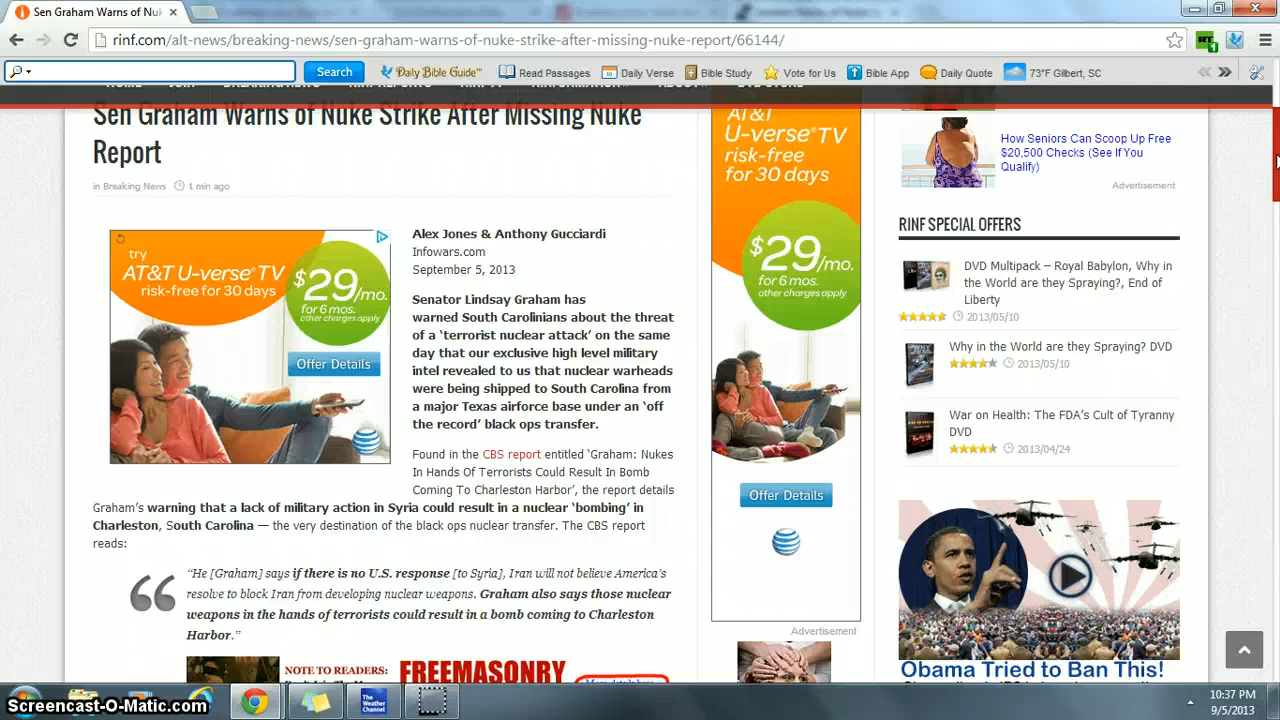 Sen Graham Warns of Nuk
rinf.com/alt-news/breaking-news/sen-graham-warns-of-nuke-strike-after-missing-nuke-report/66144/
Search
Daily Bible Guide™
Read Passages
Daily Verse
Bible Study
Vote for Us
Bible App
Daily Quote
73°F Gilbert, SC
Sen Graham Warns of Nuke Strike After Missing Nuke
Report
in Breaking News 1 min ago
try
AT&T U-verse® TV
risk-free for 30 days
$29/mo.
for 6 mos.
other charges apply
Offer Details
Alex Jones & Anthony Gucciardi
Infowars.com
September 5, 2013
Senator Lindsay Graham has
warned South Carolinians about the threat
of a ‘terrorist nuclear attack’ on the same
day that our exclusive high level military
intel revealed to us that nuclear warheads
were being shipped to South Carolina from
a major Texas airforce base under an ‘off
the record’ black ops transfer.
Found in the CBS report entitled ‘Graham: Nukes
In Hands Of Terrorists Could Result In Bomb
Coming To Charleston Harbor’, the report details
Graham’s warning that a lack of military action in Syria could result in a nuclear ‘bombing’ in
Charleston, South Carolina — the very destination of the black ops nuclear transfer. The CBS report
reads:
“He [Graham] says if there is no U.S. response [to Syria], Iran will not believe America’s
resolve to block Iran from developing nuclear weapons. Graham also says those nuclear
weapons in the hands of terrorists could result in a bomb coming to Charleston
Harbor.”
NOTE TO READERS:
FREEMASONRY
AT&T
U-verse® TV
risk-free
for 30 days
$29/mo.
for 6 mos.
other charges apply
Offer Details
at&t
Advertisement
How Seniors Can Scoop Up Free
$20,500 Checks (See If You
Qualify)
Advertisement
RINF SPECIAL OFFERS
DVD Multipack – Royal Babylon, Why in
the World are they Spraying?, End of
Liberty
2013/05/10
Why in the World are they Spraying? DVD
2013/05/10
War on Health: The FDA's Cult of Tyranny
DVD
2013/04/24
Obama Tried to Ban This!
The Weather Channel
10:37 PM
9/5/2013
Screencast-O-Matic.com